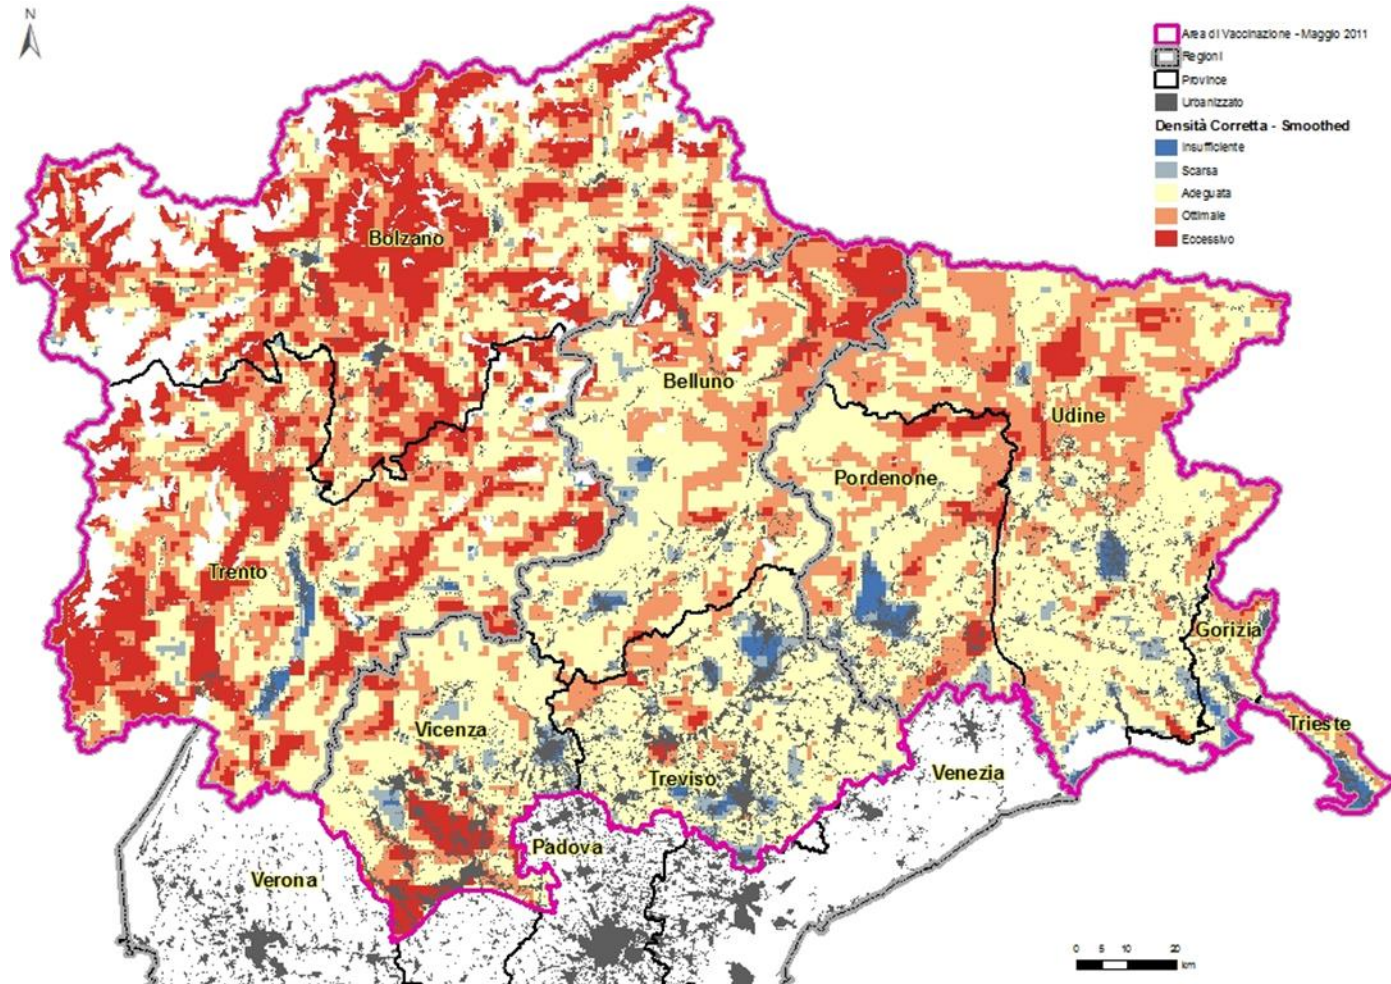 N
Area di Vaccinazione - Maggio 2011
Regioni
Province
Urbanizzato
Densità Corretta - Smoothed
Insufficiente
Scarsa
Adeguata
Ottimale
Eccessivo
Bolzano
Belluno
Udine
Pordenone
Trento
Gorizia
Trieste
Vicenza
Treviso
Venezia
Padova
Verona
0 5 10 20
km